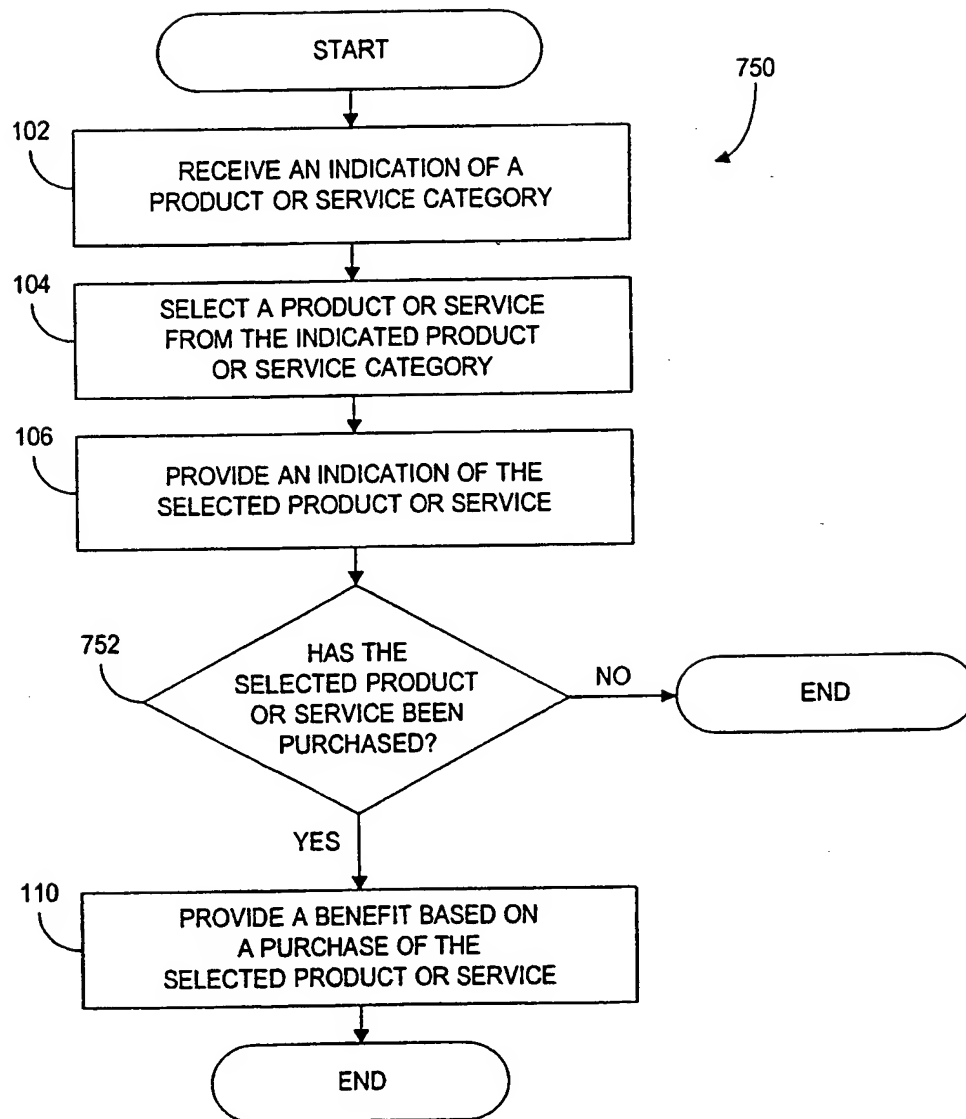 START
750
102
RECEIVE AN INDICATION OF A
PRODUCT OR SERVICE CATEGORY
104
SELECT A PRODUCT OR SERVICE
FROM THE INDICATED PRODUCT
OR SERVICE CATEGORY
106
PROVIDE AN INDICATION OF THE
SELECTED PRODUCT OR SERVICE
752
HAS THE
SELECTED PRODUCT
OR SERVICE BEEN
PURCHASED?
NO
END
YES
110
PROVIDE A BENEFIT BASED ON
A PURCHASE OF THE
SELECTED PRODUCT OR SERVICE
END